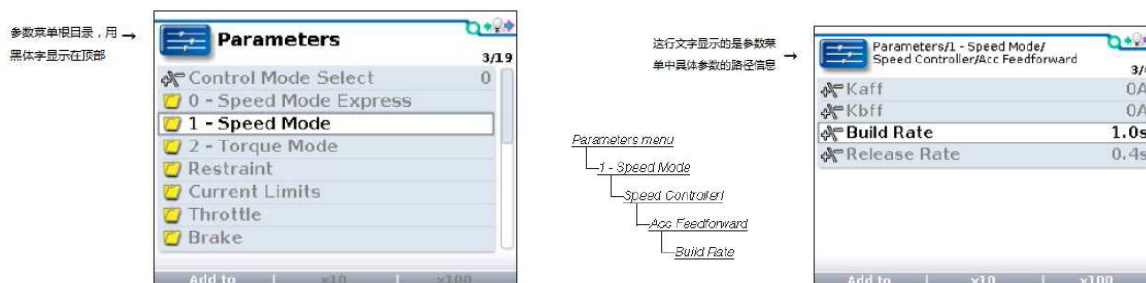 参数菜单根目录，用 →
黑体字显示在顶部
Parameters
3/19
Control Mode Select 0
0 - Speed Mode Express
1 - Speed Mode
2 - Torque Mode
Restraint
Current Limits
Throttle
Brake
Add to | x10 | x100
这行文字显示的是参数菜
单中具体参数的路径信息 →
Parameters menu
1 - Speed Mode
Speed Controller/
Acc Feedforward
Build Rate
Parameters/1 - Speed Mode/
Speed Controller/Acc Feedforward
Kaff 0A
Kbff 0A
Build Rate 1.0s
Release Rate 0.4s
Add to | x10 | x100